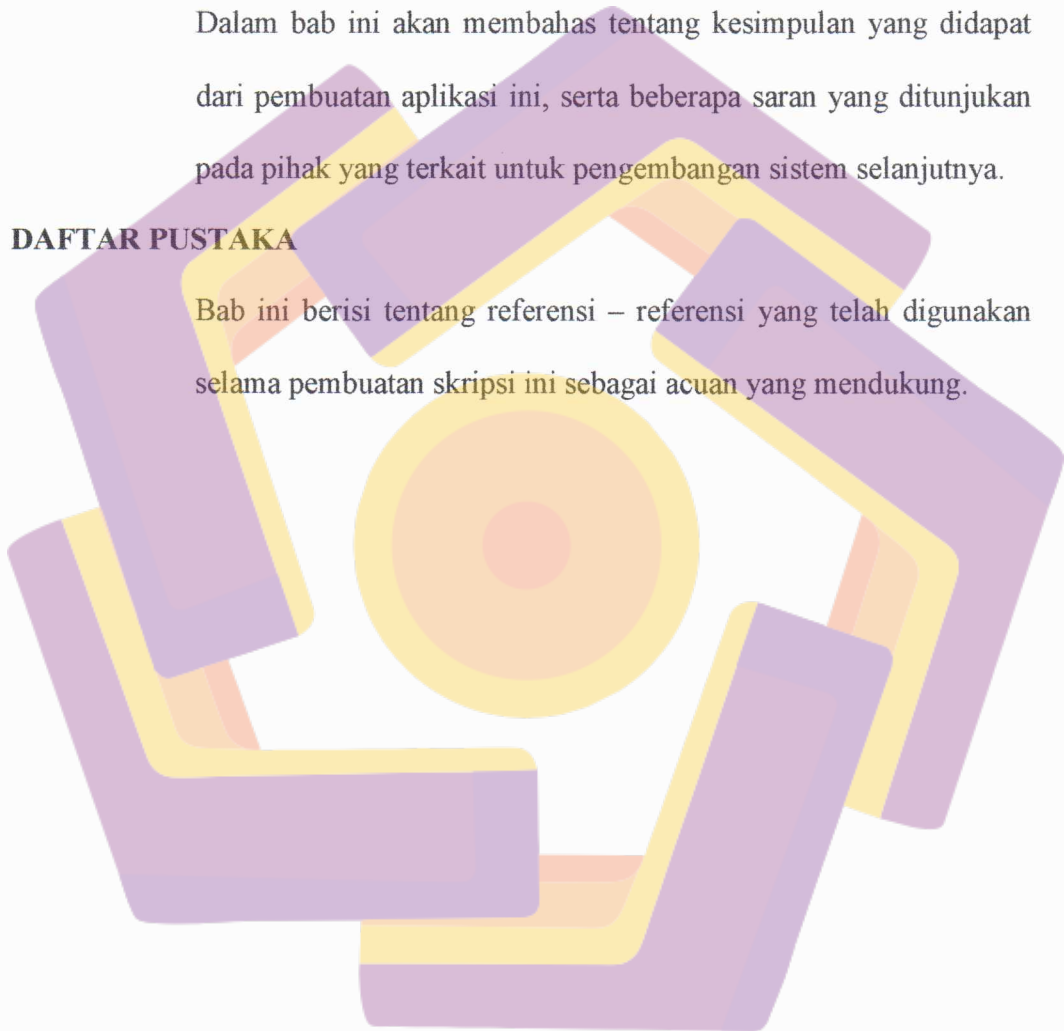 Dalam bab ini akan membahas tentang kesimpulan yang didapat
dari pembuatan aplikasi ini, serta beberapa saran yang ditunjukan
pada pihak yang terkait untuk pengembangan sistem selanjutnya.
DAFTAR PUSTAKA
Bab ini berisi tentang referensi – referensi yang telah digunakan
selama pembuatan skripsi ini sebagai acuan yang mendukung.